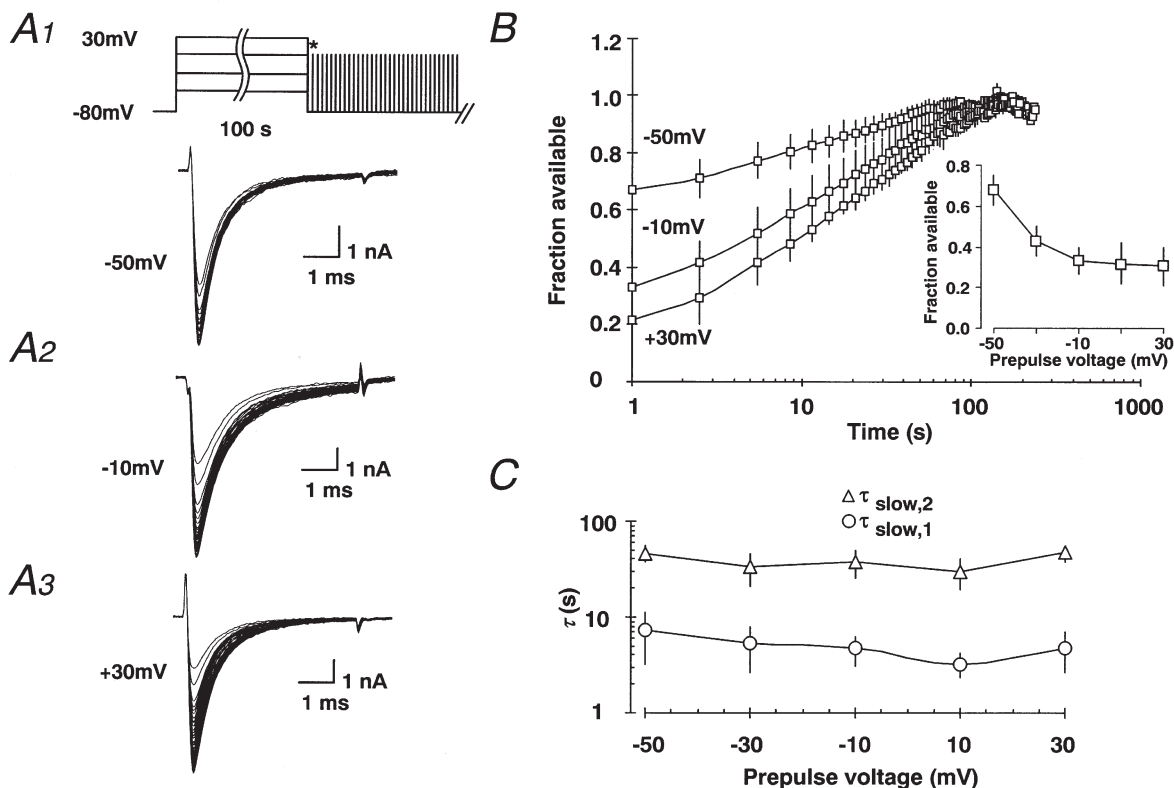 A1
30mV
*
-80mV
100 s
-50mV
1 nA
1 ms
A2
-10mV
1 nA
1 ms
A3
+30mV
1 nA
1 ms
B
Fraction available
1.2
1.0
0.8
0.6
0.4
0.2
0
-50mV
-10mV
+30mV
1
10
100
1000
Time (s)
Fraction available
0.8
0.6
0.4
0.2
0.0
-50
-30
-10
10
30
Prepulse voltage (mV)
C
τ slow,2
τ slow,1
τ (s)
100
10
1
-50
-30
-10
10
30
Prepulse voltage (mV)